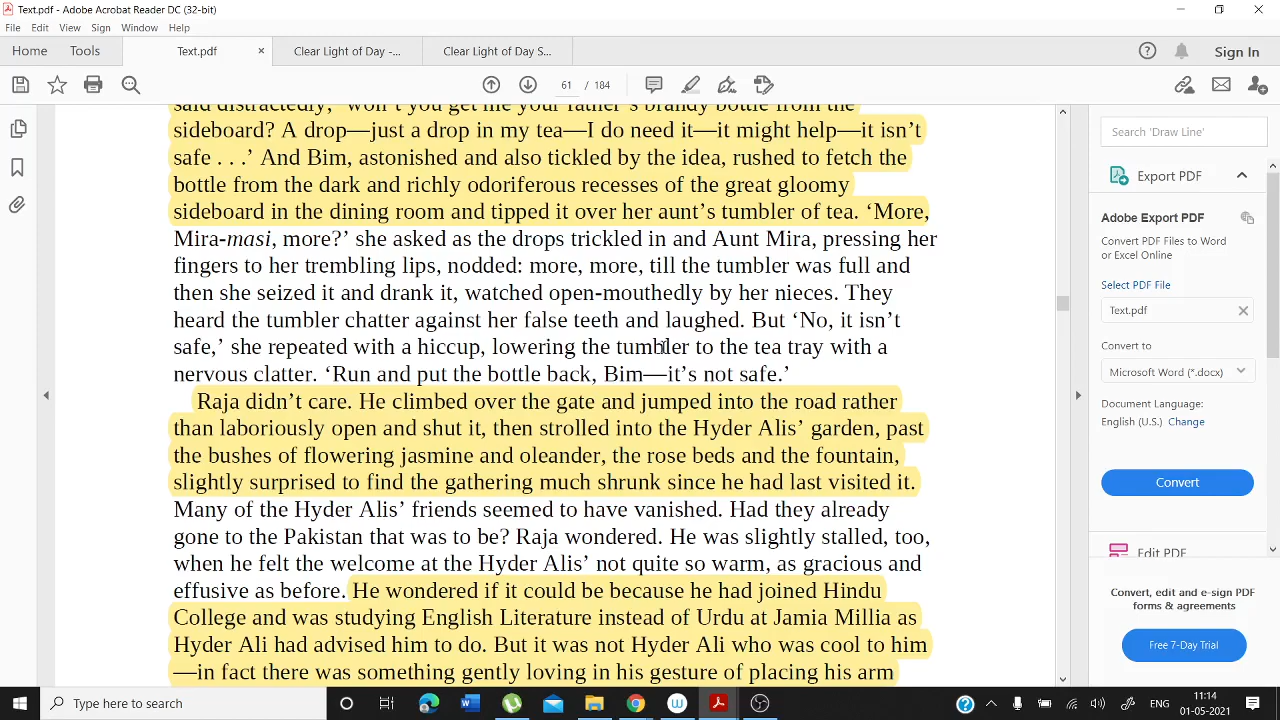 Text.pdf - Adobe Acrobat Reader DC (32-bit)
File Edit View Sign Window Help
Home Tools Text.pdf × Clear Light of Day -... Clear Light of Day S... Sign In
61 / 184
said distractedly, ‘won’t you get me your father’s brandy bottle from the
sideboard? A drop—just a drop in my tea—I do need it—it might help—it isn’t
safe . . .’ And Bim, astonished and also tickled by the idea, rushed to fetch the
bottle from the dark and richly odoriferous recesses of the great gloomy
sideboard in the dining room and tipped it over her aunt’s tumbler of tea. ‘More,
Mira-masi, more?’ she asked as the drops trickled in and Aunt Mira, pressing her
fingers to her trembling lips, nodded: more, more, till the tumbler was full and
then she seized it and drank it, watched open-mouthedly by her nieces. They
heard the tumbler chatter against her false teeth and laughed. But ‘No, it isn’t
safe,’ she repeated with a hiccup, lowering the tumbler to the tea tray with a
nervous clatter. ‘Run and put the bottle back, Bim—it’s not safe.’
Raja didn’t care. He climbed over the gate and jumped into the road rather
than laboriously open and shut it, then strolled into the Hyder Alis’ garden, past
the bushes of flowering jasmine and oleander, the rose beds and the fountain,
slightly surprised to find the gathering much shrunk since he had last visited it.
Many of the Hyder Alis’ friends seemed to have vanished. Had they already
gone to the Pakistan that was to be? Raja wondered. He was slightly stalled, too,
when he felt the welcome at the Hyder Alis’ not quite so warm, as gracious and
effusive as before. He wondered if it could be because he had joined Hindu
College and was studying English Literature instead of Urdu at Jamia Millia as
Hyder Ali had advised him to do. But it was not Hyder Ali who was cool to him
—in fact there was something gently loving in his gesture of placing his arm
Search 'Draw Line'
Export PDF
Adobe Export PDF
Convert PDF Files to Word
or Excel Online
Select PDF File
Text.pdf
Convert to
Microsoft Word (*.docx)
Document Language:
English (U.S.) Change
Convert
Edit PDF
Convert, edit and e-sign PDF
forms & agreements
Free 7-Day Trial
Type here to search
ENG
11:14
01-05-2021